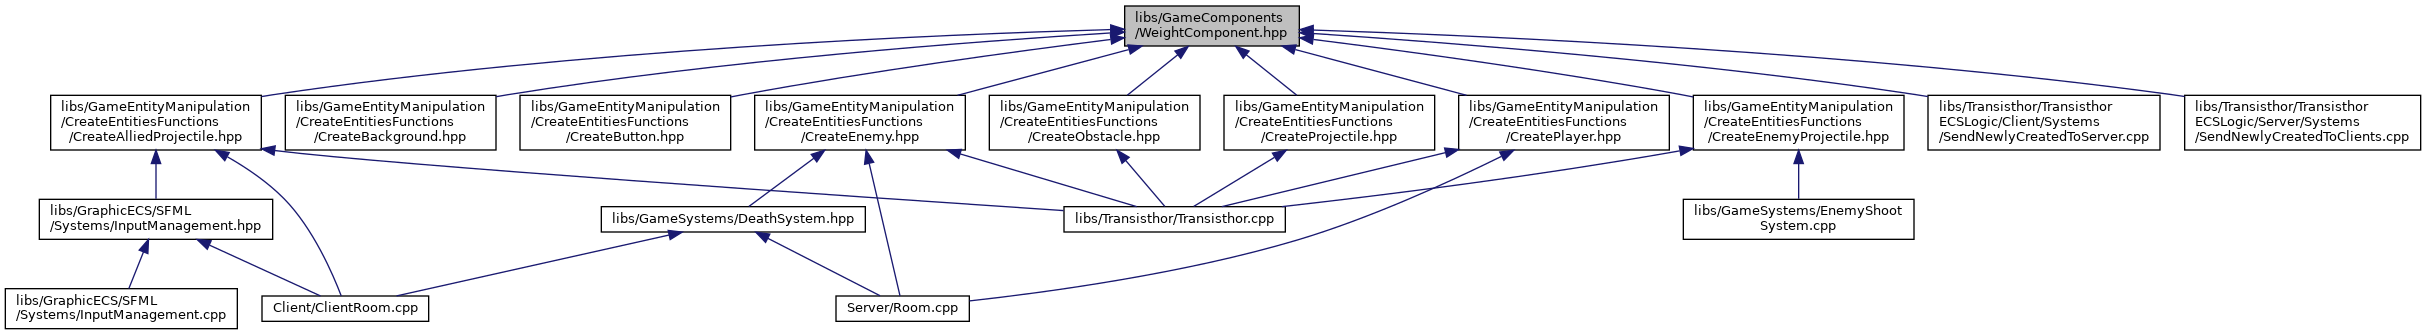 libs/GameComponents
/WeightComponent.hpp
libs/GameEntityManipulation
/CreateEntitiesFunctions
/CreateAlliedProjectile.hpp
libs/GameEntityManipulation
/CreateEntitiesFunctions
/CreateBackground.hpp
libs/GameEntityManipulation
/CreateEntitiesFunctions
/CreateButton.hpp
libs/GameEntityManipulation
/CreateEntitiesFunctions
/CreateEnemy.hpp
libs/GameEntityManipulation
/CreateEntitiesFunctions
/CreateObstacle.hpp
libs/GameEntityManipulation
/CreateEntitiesFunctions
/CreateProjectile.hpp
libs/GameEntityManipulation
/CreateEntitiesFunctions
/CreatePlayer.hpp
libs/GameEntityManipulation
/CreateEntitiesFunctions
/CreateEnemyProjectile.hpp
libs/Transisthor/Transisthor
ECSLogic/Client/Systems
/SendNewlyCreatedToServer.cpp
libs/Transisthor/Transisthor
ECSLogic/Server/Systems
/SendNewlyCreatedToClients.cpp
libs/GraphicECS/SFML
/Systems/InputManagement.hpp
libs/GameSystems/DeathSystem.hpp
libs/Transisthor/Transisthor.cpp
libs/GameSystems/EnemyShoot
System.cpp
libs/GraphicECS/SFML
/Systems/InputManagement.cpp
Client/ClientRoom.cpp
Server/Room.cpp